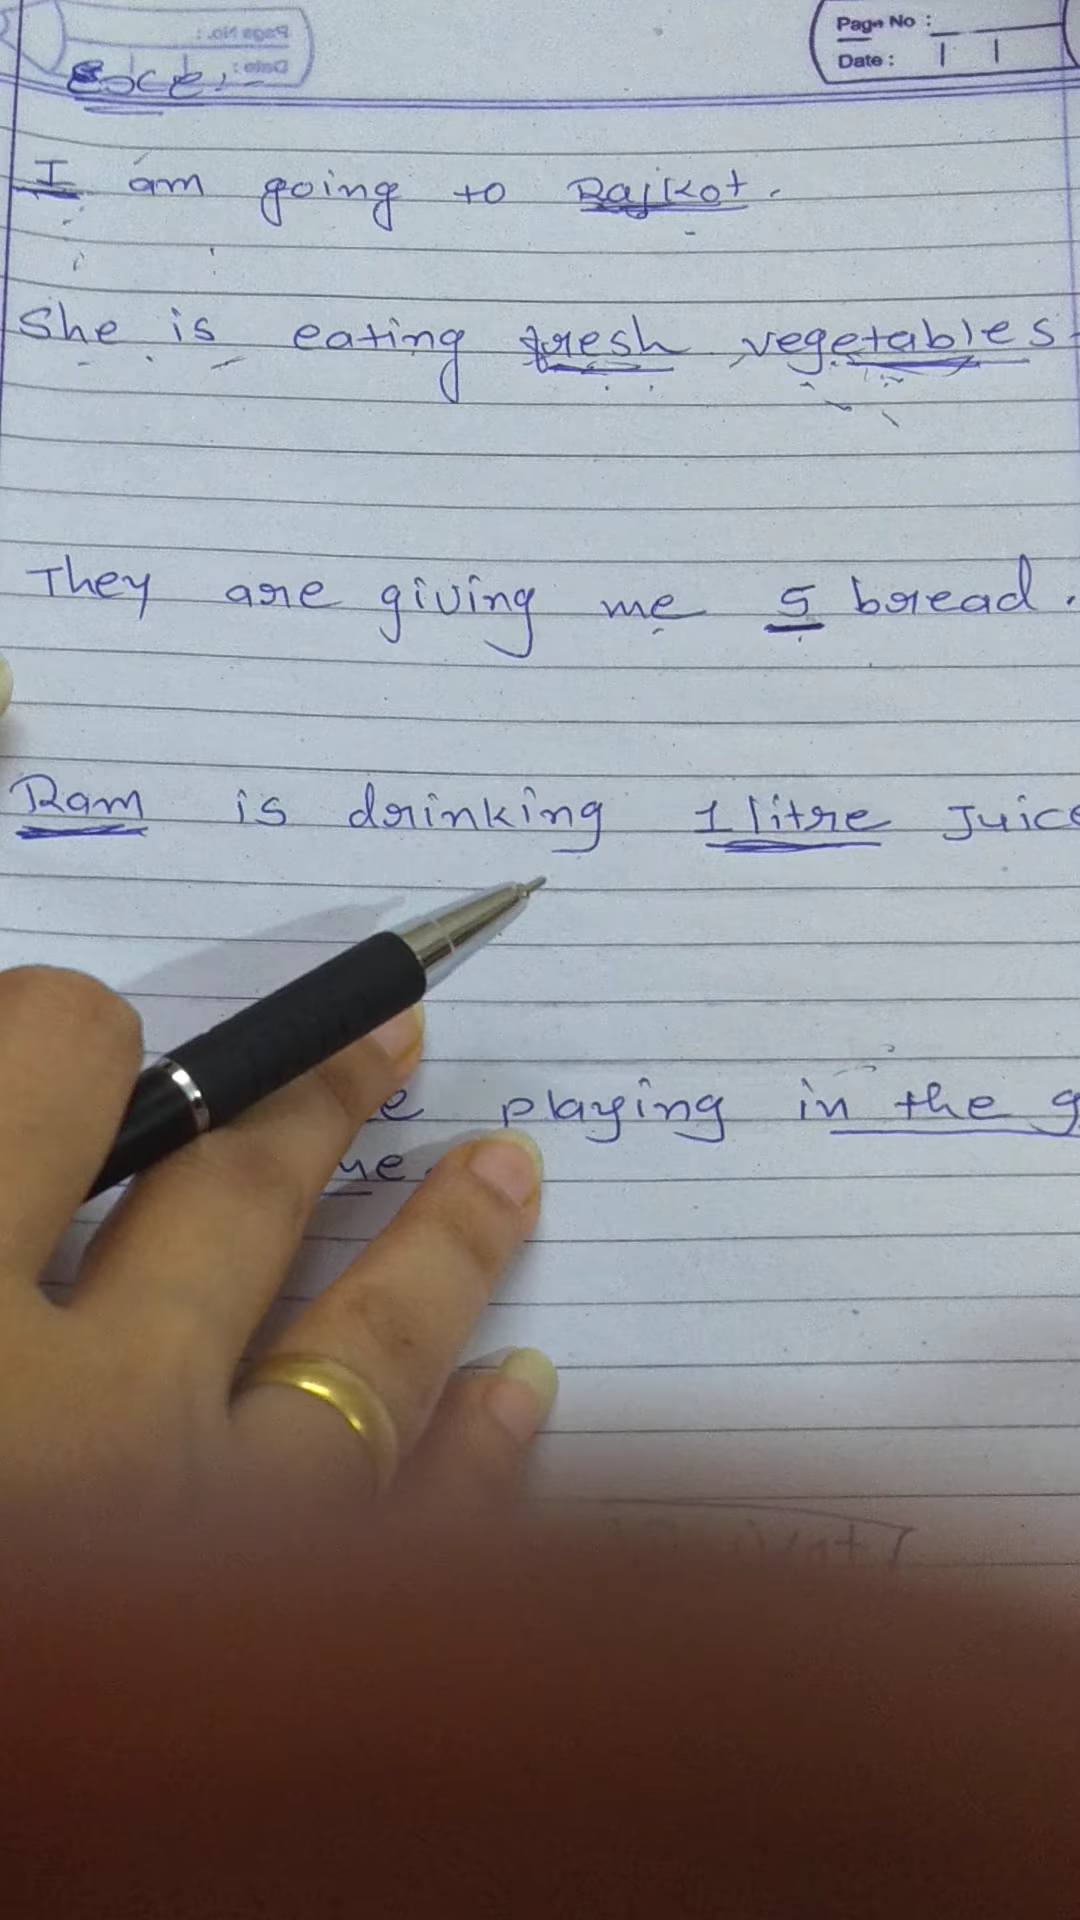 Page No :
Date :
I am going to Rajkot.
She is eating fresh vegetables.
They are giving me 5 bread.
Ram is drinking 1 litre Juice
playing in the g